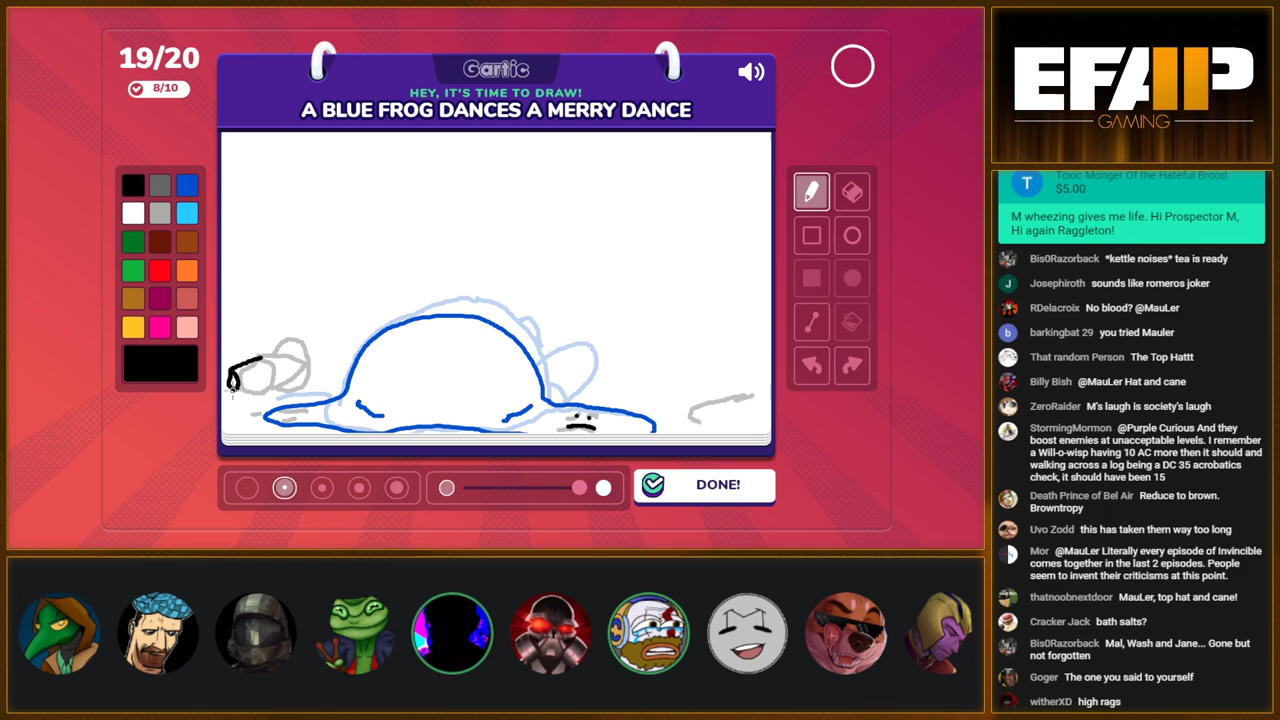 19/20
8/10
Gartic
HEY, IT'S TIME TO DRAW!
A BLUE FROG DANCES A MERRY DANCE
DONE!
EFAP
GAMING
T
Toxic Monger Of the Hateful Brood
$5.00
M wheezing gives me life. Hi Prospector M,
Hi again Raggleton!
Bis0Razorback *kettle noises* tea is ready
J
Josephiroth sounds like romeros joker
RDelacroix No blood? @MauLer
b
barkingbat 29 you tried Mauler
That random Person The Top Hattt
Billy Bish @MauLer Hat and cane
ZeroRaider M's laugh is society's laugh
StormingMormon @Purple Curious And they
boost enemies at unacceptable levels. I remember
a Will-o-wisp having 10 AC more then it should and
walking across a log being a DC 35 acrobatics
check, it should have been 15
Death Prince of Bel Air Reduce to brown.
Browntropy
Uvo Zodd this has taken them way too long
Mor @MauLer Literally every episode of Invincible
comes together in the last 2 episodes. People
seem to invent their criticisms at this point.
thatnoobnextdoor MauLer, top hat and cane!
Cracker Jack bath salts?
Bis0Razorback Mal, Wash and Jane... Gone but
not forgotten
Goger The one you said to yourself
witherXD high rags